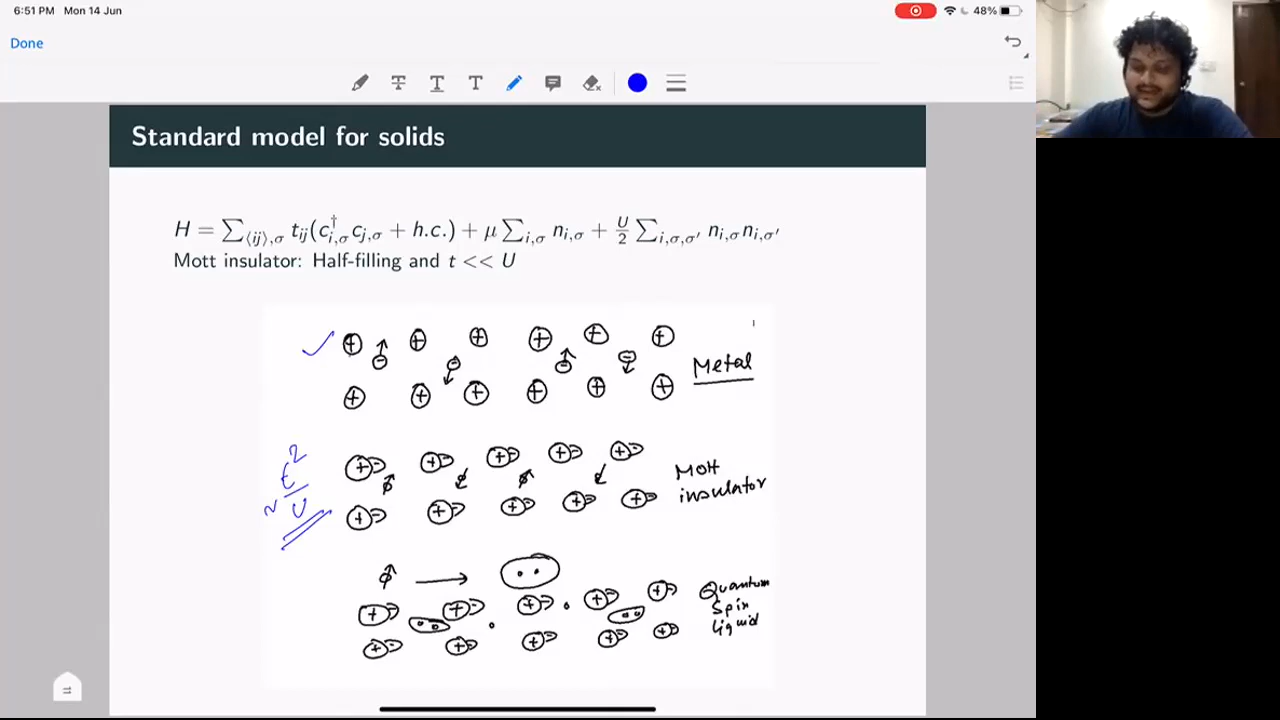 6:51 PM Mon 14 Jun
48%
Done
T T T
Standard model for solids
H = ∑⟨ij⟩,σ tij(c†i,σ cj,σ + h.c.) + μ ∑i,σ ni,σ + U/2 ∑i,σ,σ′ ni,σ ni,σ′
Mott insulator: Half-filling and t << U
Metal
~ t²/U
Mott
insulator
Quantum
Spin
liquid